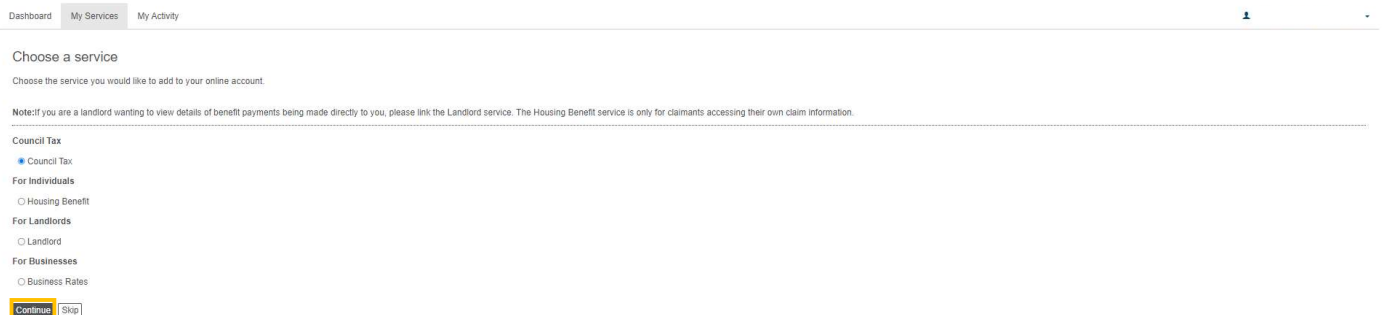 Dashboard My Services My Activity
Choose a service
Choose the service you would like to add to your online account.
Note:If you are a landlord wanting to view details of benefit payments being made directly to you, please link the Landlord service. The Housing Benefit service is only for claimants accessing their own claim information.
Council Tax
Council Tax
For Individuals
Housing Benefit
For Landlords
Landlord
For Businesses
Business Rates
Continue Skip